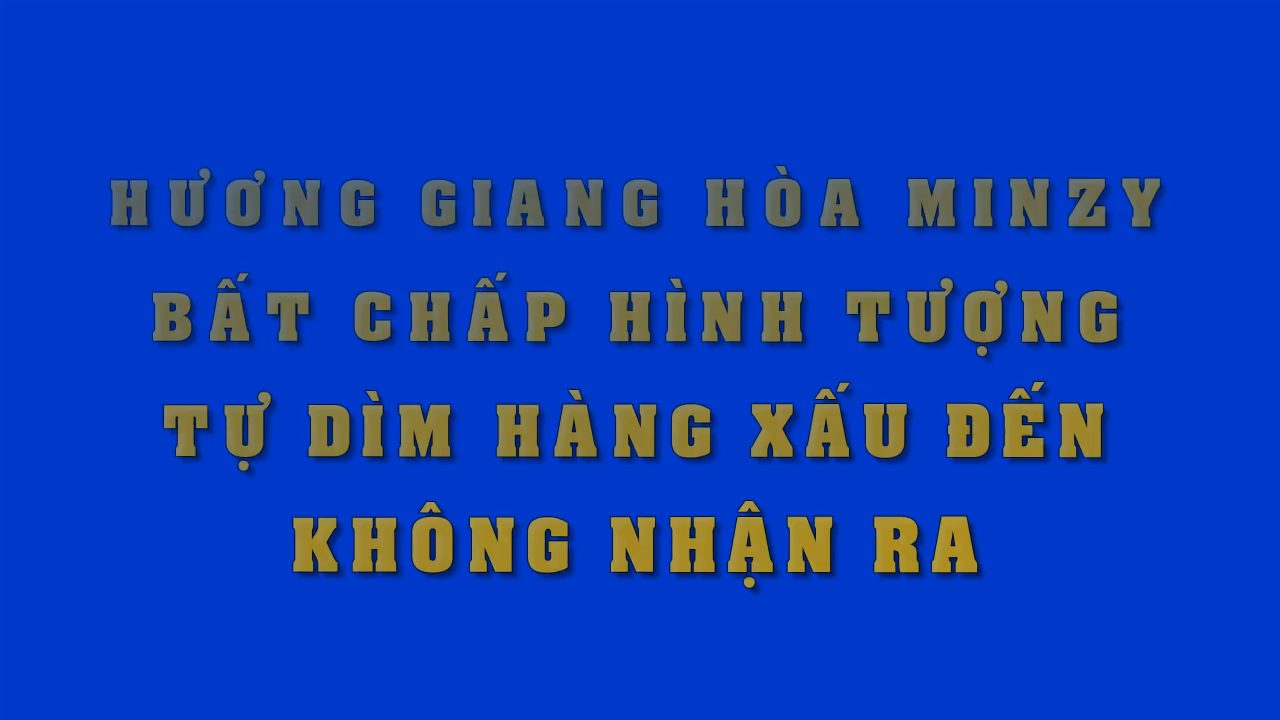 HƯƠNG GIANG HÒA MINZY
BẤT CHẤP HÌNH TƯỢNG
TỰ DÌM HÀNG XẤU ĐẾN
KHÔNG NHẬN RA